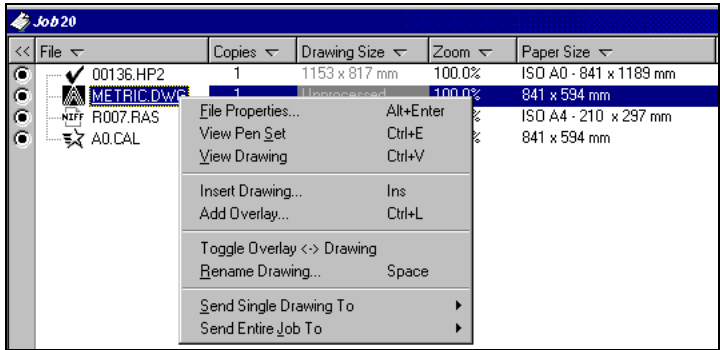 Job20
<< File Copies Drawing Size Zoom Paper Size
00136.HP2 1 1153 x 817 mm 100.0% ISO A0 - 841 x 1189 mm
METRIC.DWG 1 Unprocessed 100.0% 841 x 594 mm
NIFF R007.RAS % ISO A4 - 210 x 297 mm
A0.CAL % 841 x 594 mm
File Properties... Alt+Enter
View Pen Set Ctrl+E
View Drawing Ctrl+V
Insert Drawing... Ins
Add Overlay... Ctrl+L
Toggle Overlay <-> Drawing
Rename Drawing... Space
Send Single Drawing To
Send Entire Job To